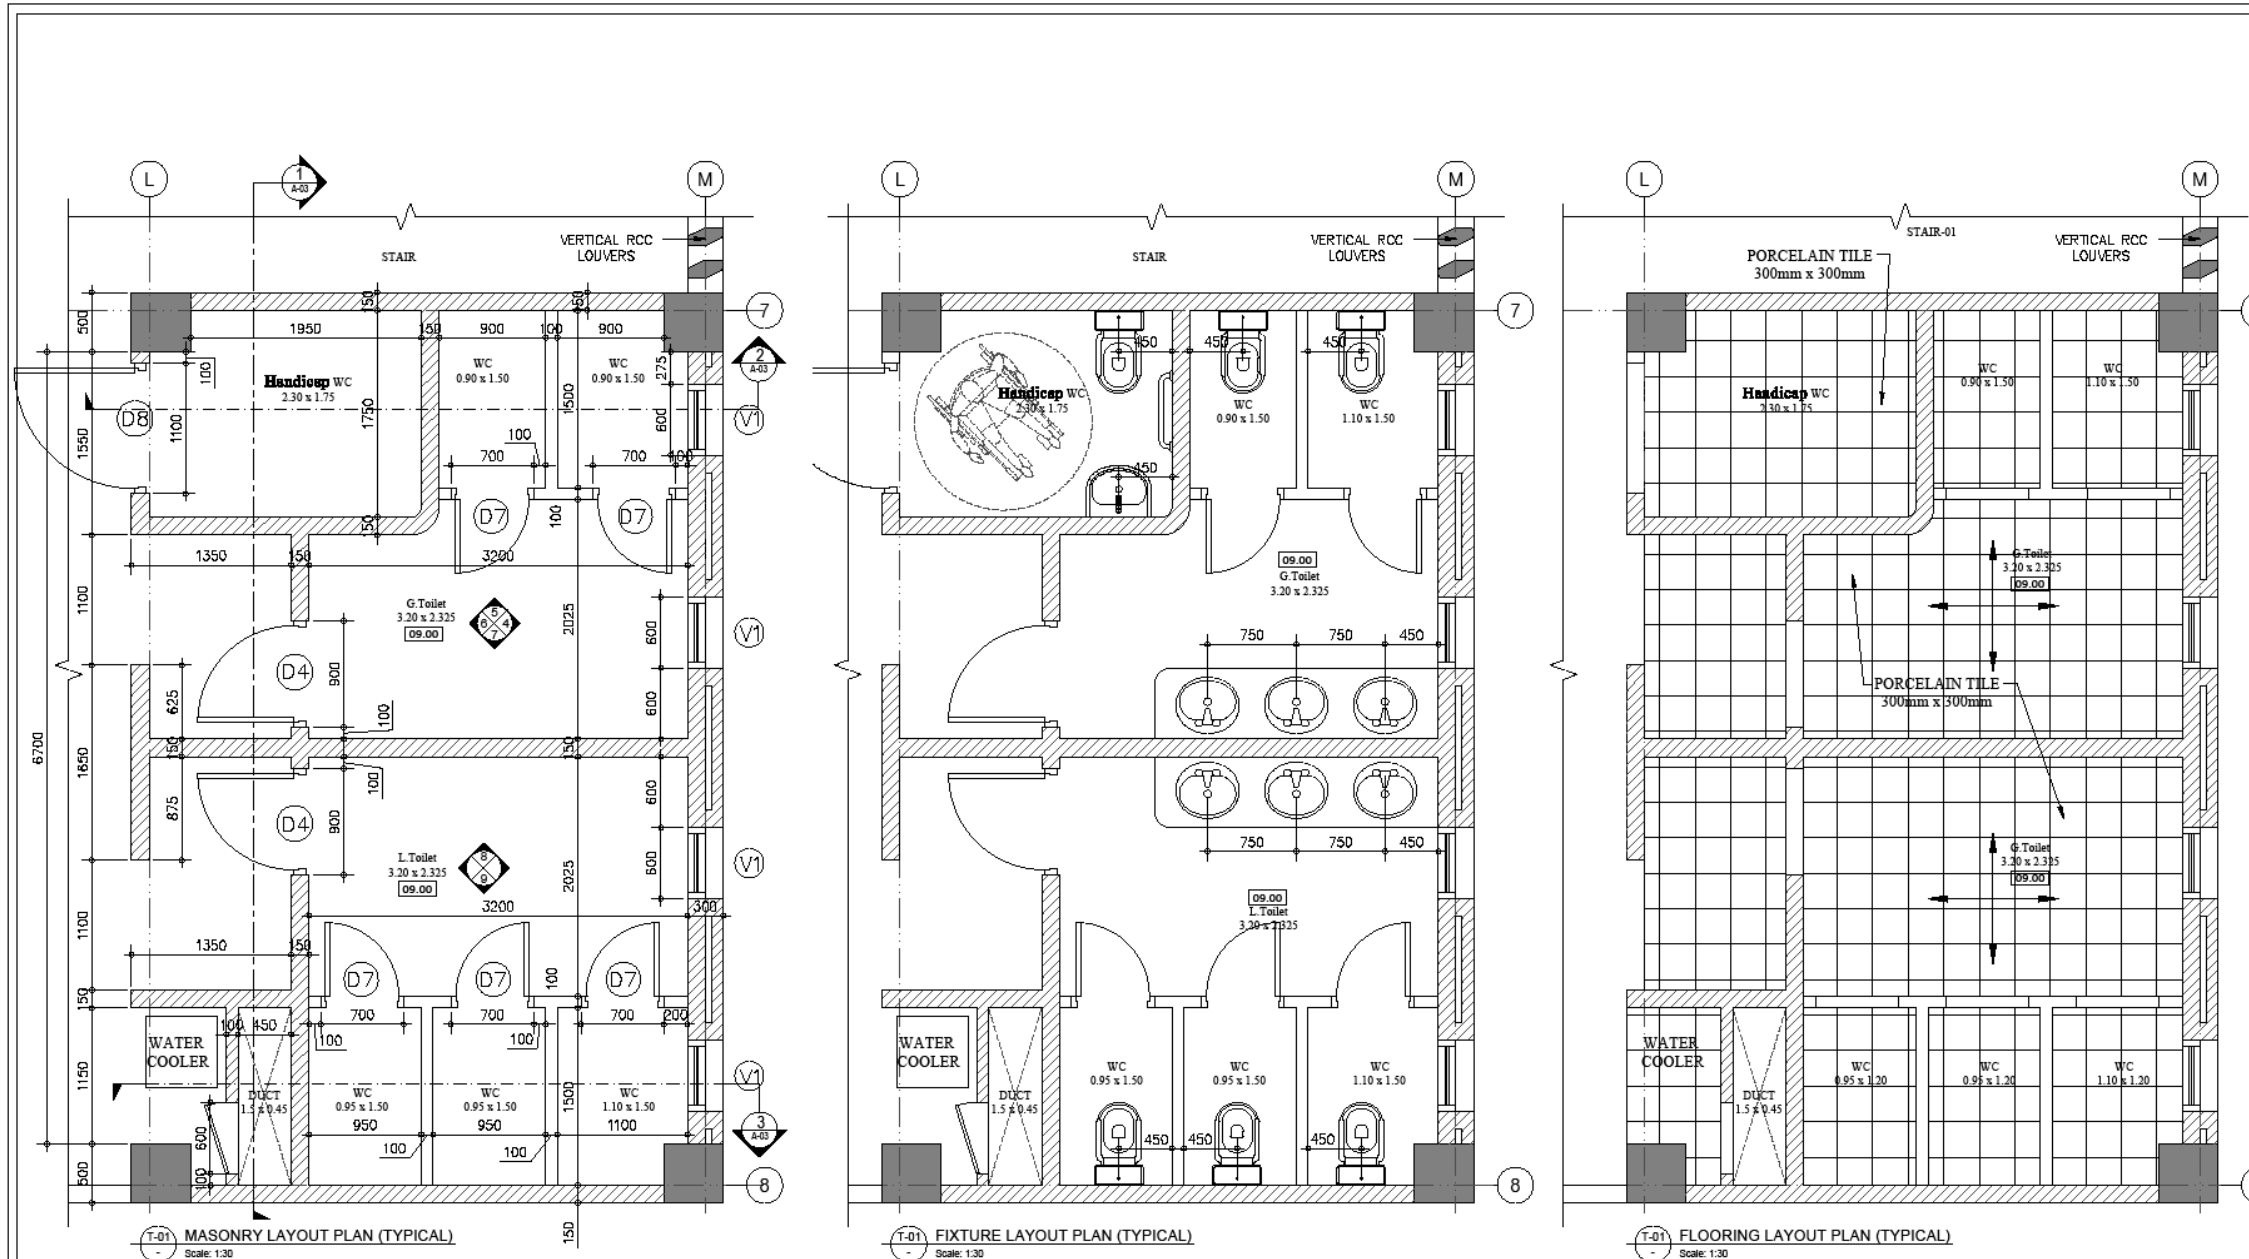 L
1
A-03
M
STAIR
VERTICAL RCC
LOUVERS
7
500
150
150
1950
150
900
100
900
100
Handicap WC
2.30 x 1.75
WC
0.90 x 1.50
WC
0.90 x 1.50
275
2
A-03
D8
1550
1100
1750
1500
600
V1
100
700
700
100
D7
D7
100
150
1350
150
3200
1100
G.Toilet
3.20 x 2.325
09.00
5
6
4
7
2025
600
V1
D4
900
625
100
600
6700
1650
150
150
100
875
D4
900
600
L.Toilet
3.20 x 2.325
09.00
8
9
2025
600
V1
3200
300
1100
1350
150
D7
D7
D7
100
150
100
450
700
700
700
200
100
100
WATER
COOLER
1150
DUCT
1.5 x 0.45
WC
0.95 x 1.50
WC
0.95 x 1.50
WC
1.10 x 1.50
1500
V1
600
950
950
1100
100
100
3
A-03
500
100
8
150
T-01
-
MASONRY LAYOUT PLAN (TYPICAL)
Scale: 1:30
L
M
STAIR
VERTICAL RCC
LOUVERS
7
450
450
450
Handicap WC
2.30 x 1.75
WC
0.90 x 1.50
WC
1.10 x 1.50
450
09.00
G.Toilet
3.20 x 2.325
750
750
450
750
750
450
09.00
L.Toilet
3.20 x 2.325
WATER
COOLER
DUCT
1.5 x 0.45
WC
0.95 x 1.50
WC
0.95 x 1.50
WC
1.10 x 1.50
450
450
450
8
T-01
-
FIXTURE LAYOUT PLAN (TYPICAL)
Scale: 1:30
L
M
STAIR-01
VERTICAL RCC
LOUVERS
PORCELAIN TILE
300mm x 300mm
Handicap WC
2.30 x 1.75
WC
0.90 x 1.50
WC
1.10 x 1.50
G.Toilet
3.20 x 2.325
09.00
PORCELAIN TILE
300mm x 300mm
G.Toilet
3.20 x 2.325
09.00
WATER
COOLER
DUCT
1.5 x 0.45
WC
0.95 x 1.20
WC
0.95 x 1.20
WC
1.10 x 1.20
T-01
-
FLOORING LAYOUT PLAN (TYPICAL)
Scale: 1:30